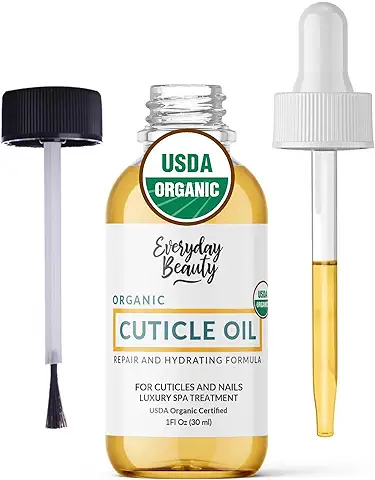 USDA
ORGANIC
Everyday
Beauty
USDA
ORGANIC
ORGANIC
CUTICLE OIL
REPAIR AND HYDRATING FORMULA
FOR CUTICLES AND NAILS
LUXURY SPA TREATMENT
USDA Organic Certified
1Fl Oz (30 ml)